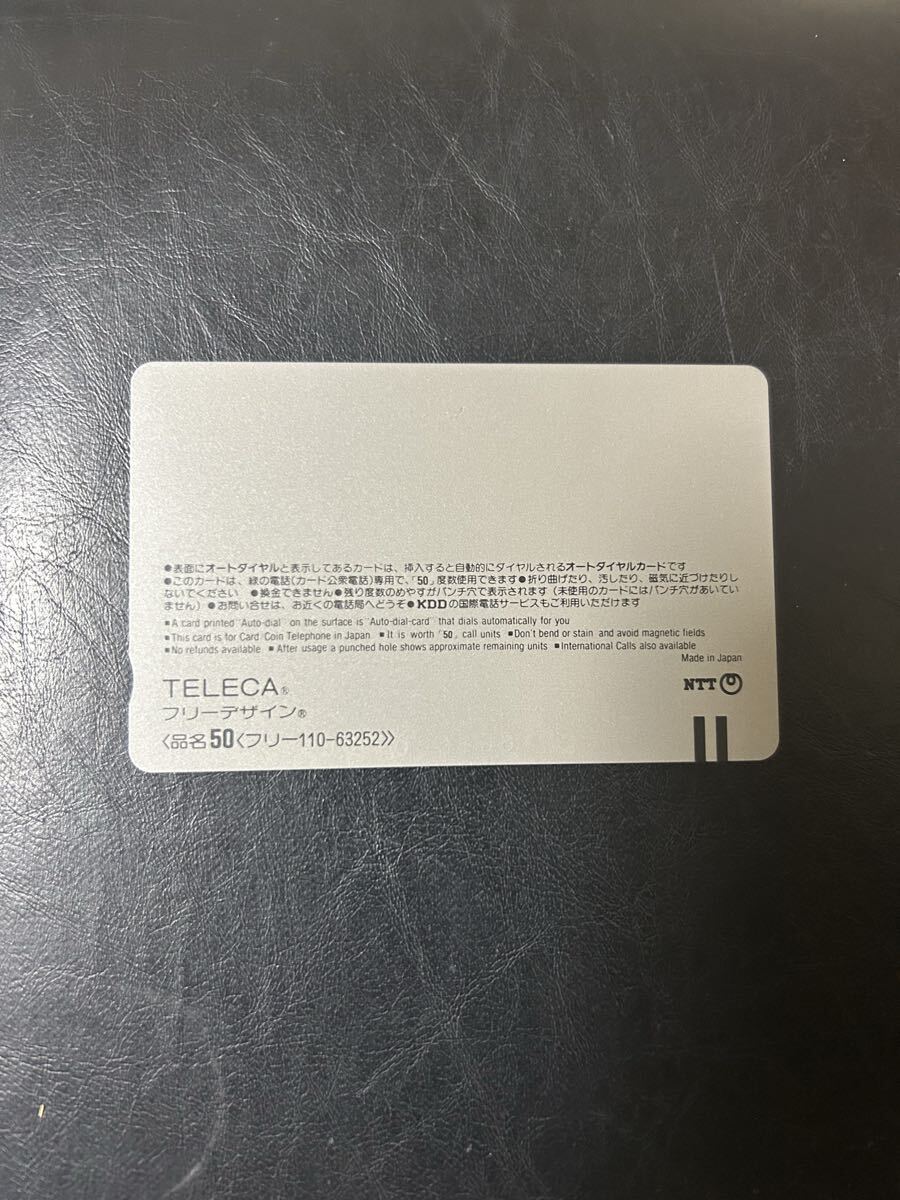 ●表面にオートダイヤルと表示してあるカードは、挿入すると自動的にダイヤルされるオートダイヤルカードです
●このカードは、緑の電話(カード公衆電話)専用で、「50」度数使用できます●折り曲げたり、汚したり、磁気に近づけたりし
ないでください ●換金できません●残り度数のめやすがパンチ穴で表示されます(未使用のカードにはパンチ穴があいてい
ません)●お問い合せは、お近くの電話局へどうぞ●KDDの国際電話サービスもご利用いただけます
■A card printed "Auto-dial" on the surface is "Auto-dial-card" that dials automatically for you
■This card is for Card/Coin Telephone in Japan ■It is worth「50」call units ■Don't bend or stain and avoid magnetic fields
■No refunds available ■After usage a punched hole shows approximate remaining units ■International Calls also available
Made in Japan
TELECA®
NTT
フリーデザイン®
〈品名50〈フリー110-63252〉〉